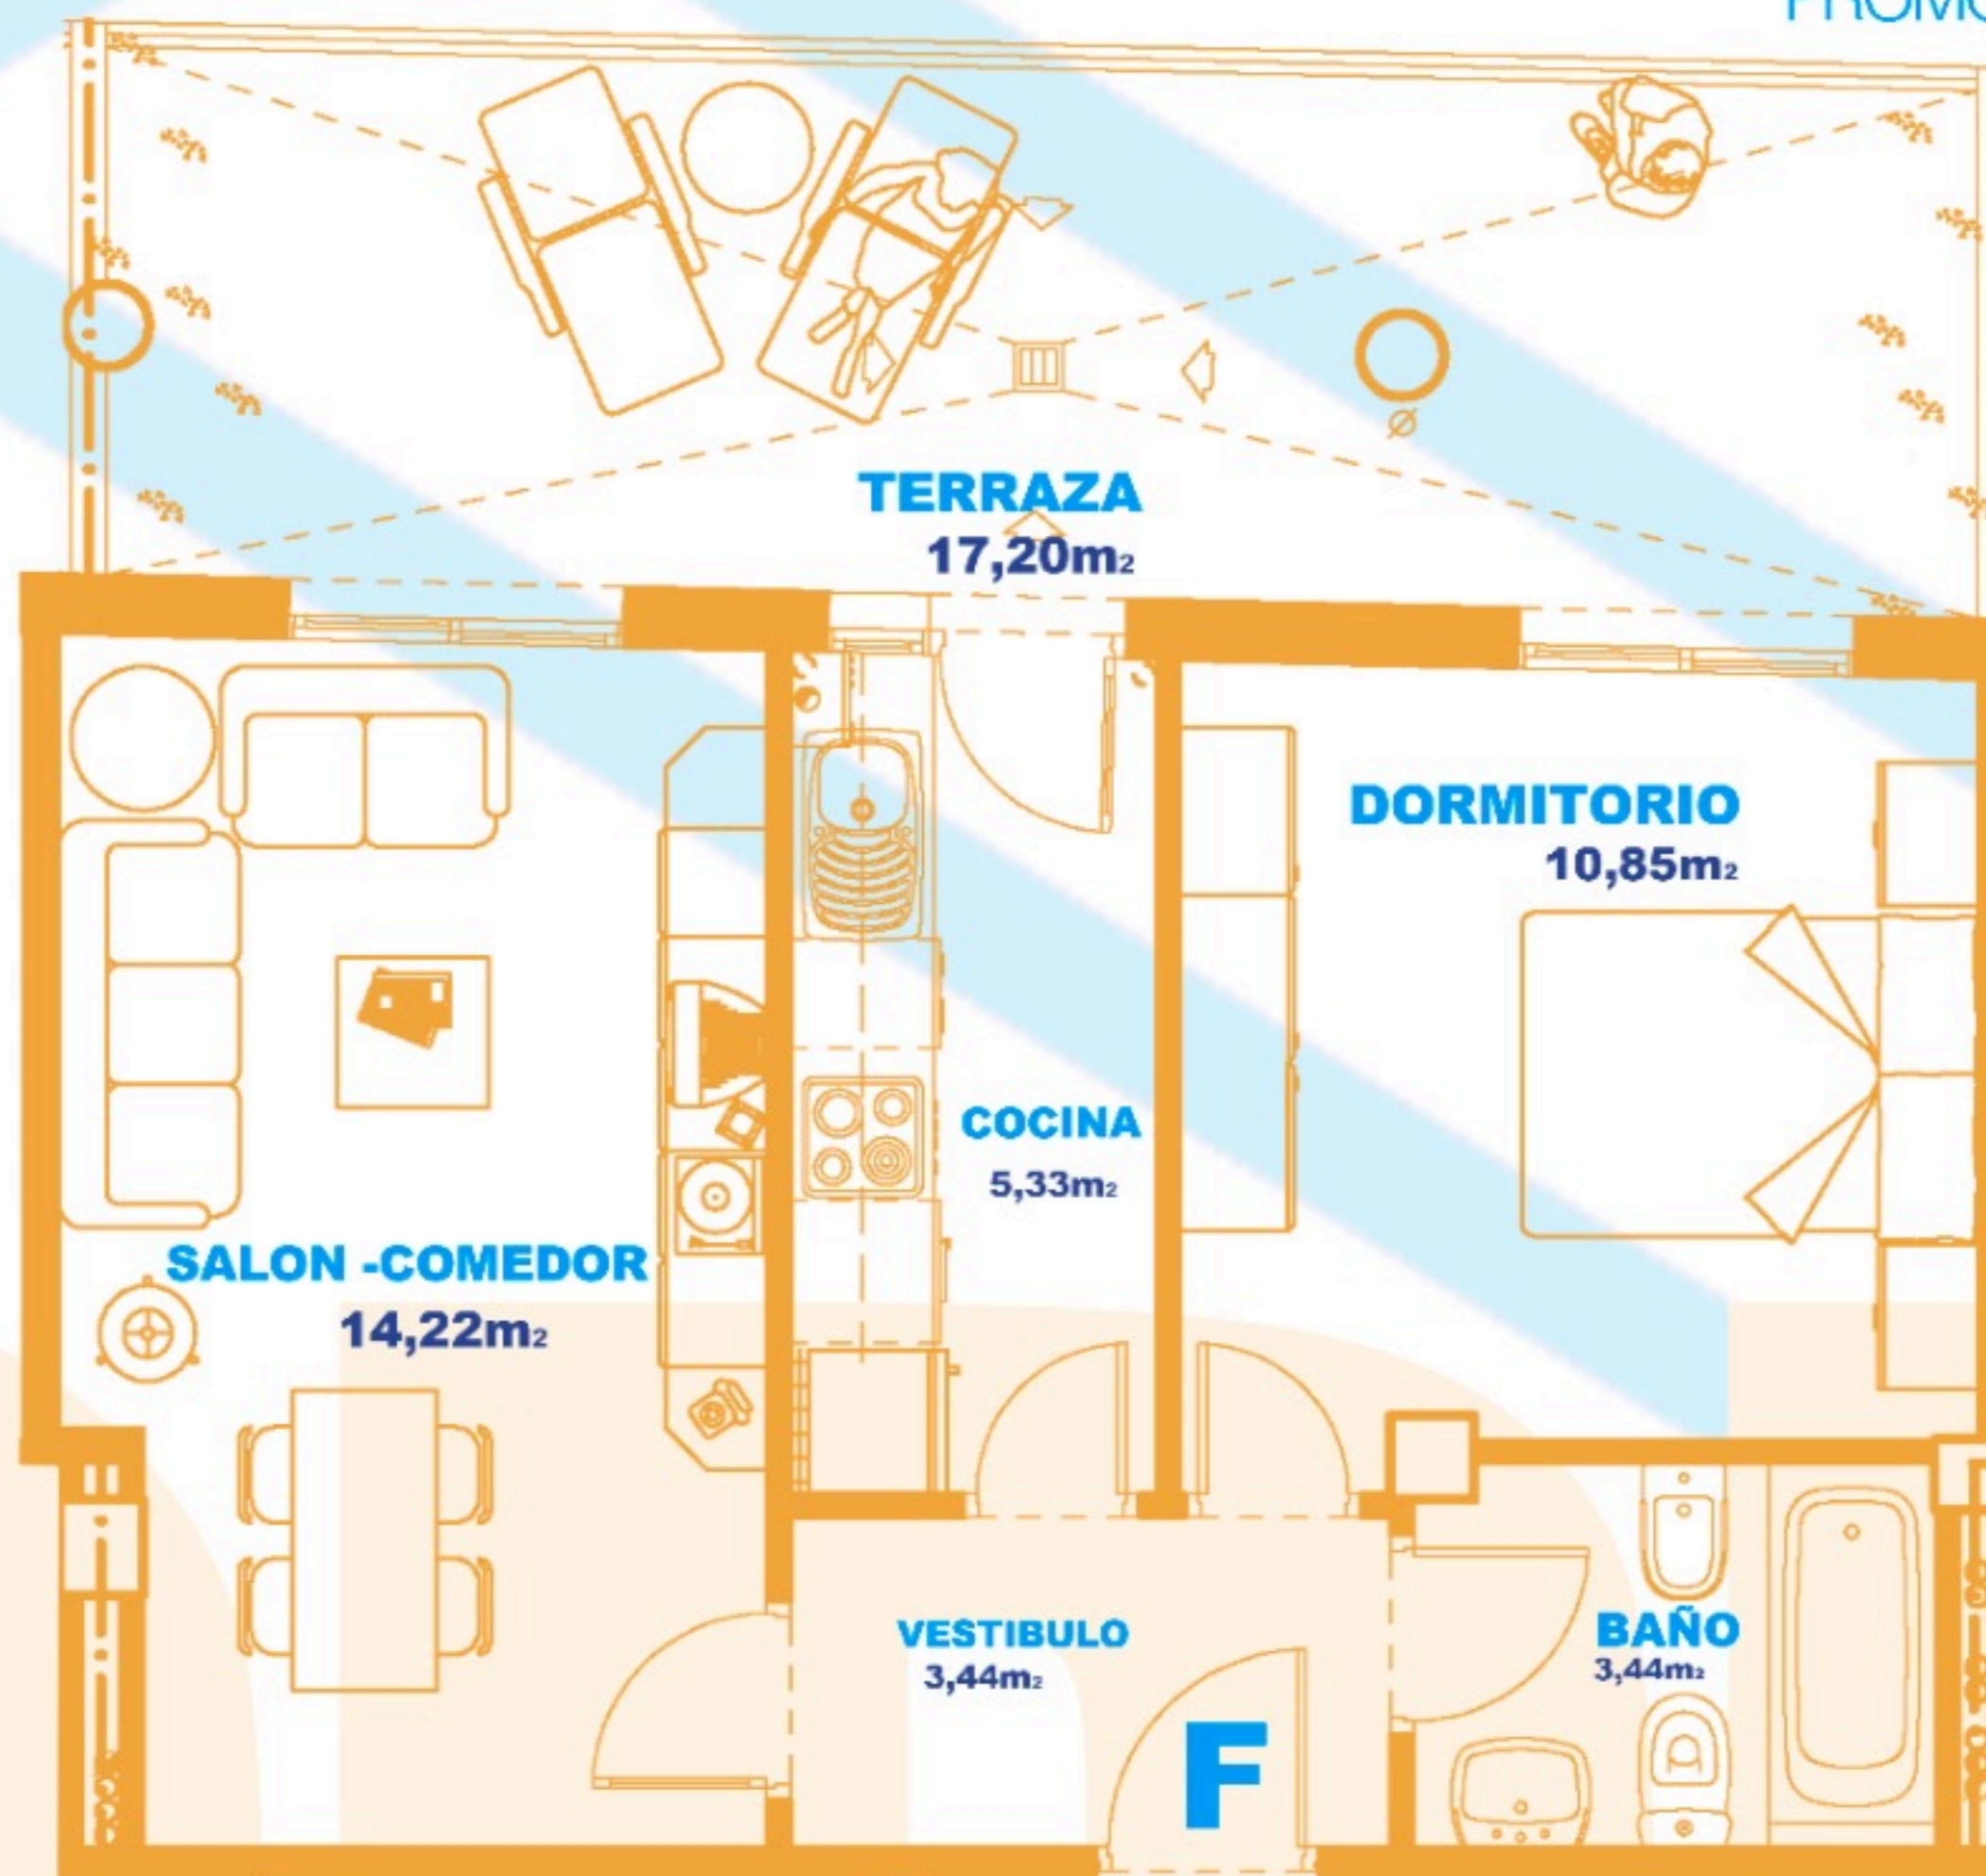 TERRAZA
17,20m2
DORMITORIO
10,85m2
COCINA
5,33m2
SALON -COMEDOR
14,22m2
VESTIBULO
3,44m2
BAÑO
3,44m2
F